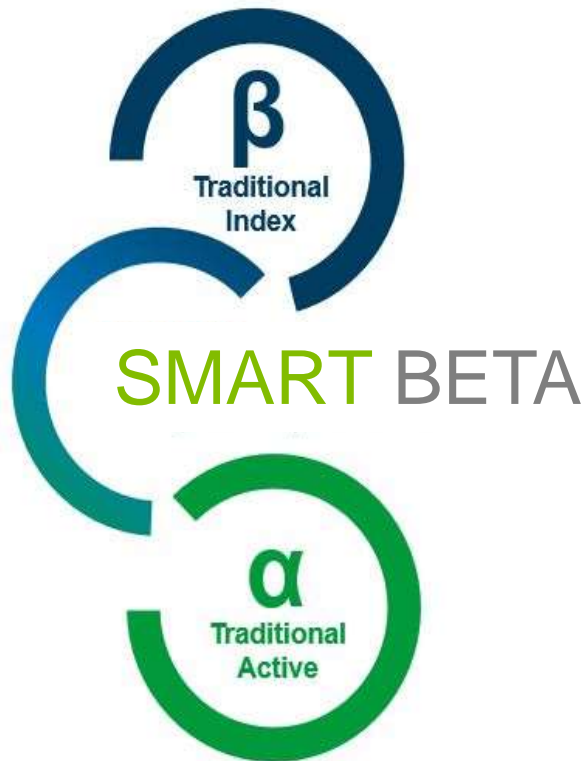 β
Traditional
Index
SMART BETA
α
Traditional
Active